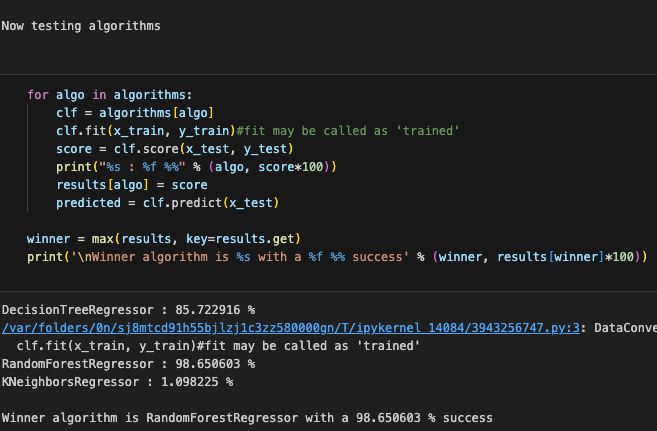 Now testing algorithms
for algo in algorithms:
    clf = algorithms[algo]
    clf.fit(x_train, y_train)#fit may be called as 'trained'
    score = clf.score(x_test, y_test)
    print("%s : %f %%" % (algo, score*100))
    results[algo] = score
    predicted = clf.predict(x_test)
winner = max(results, key=results.get)
print('\nWinner algorithm is %s with a %f %% success' % (winner, results[winner]*100))
DecisionTreeRegressor : 85.722916 %
/var/folders/0n/sj8mtcd91h55bjlzj1c3zz580000gn/T/ipykernel_14084/3943256747.py:3: DataConve
  clf.fit(x_train, y_train)#fit may be called as 'trained'
RandomForestRegressor : 98.650603 %
KNeighborsRegressor : 1.098225 %
Winner algorithm is RandomForestRegressor with a 98.650603 % success